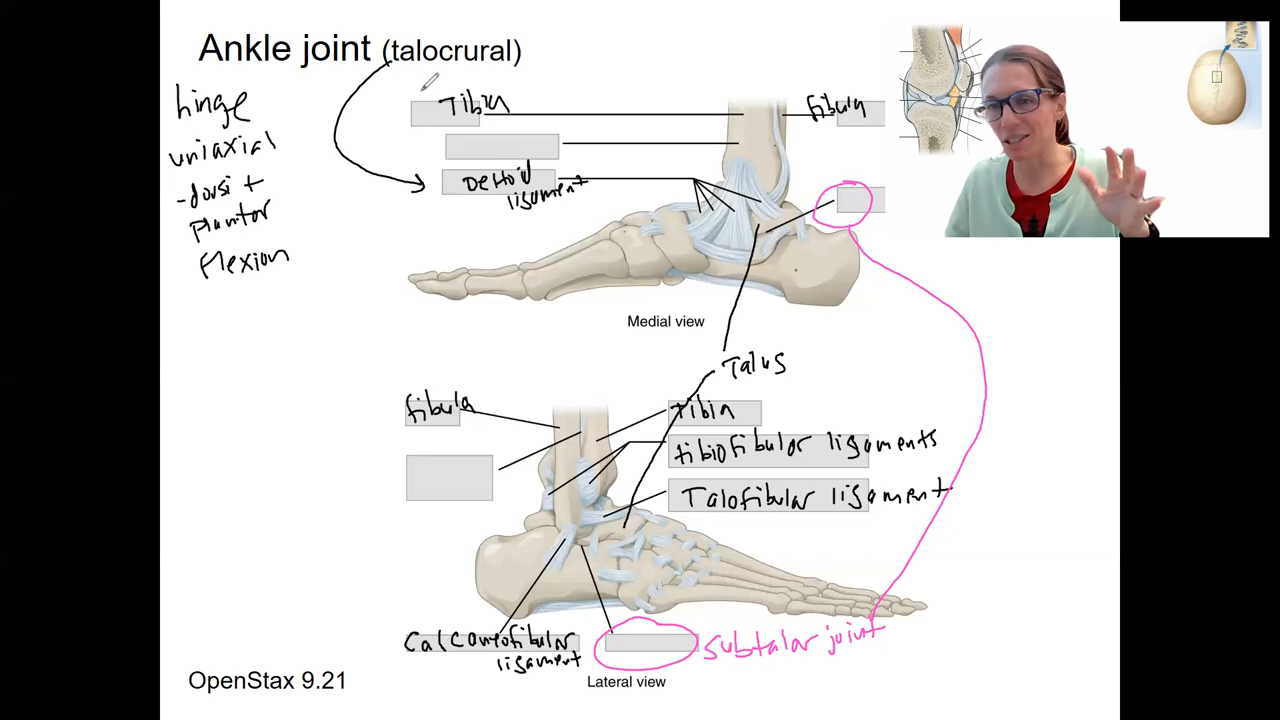 Ankle joint (talocrural)
hinge
uniaxial
-dorsi +
plantar
flexion
Tibia
fibula
Deltoid
ligament
Medial view
Talus
fibula
tibia
tibiofibular ligaments
Talofibular ligament
Calcaneofibular
ligament
subtalar joint
Lateral view
OpenStax 9.21